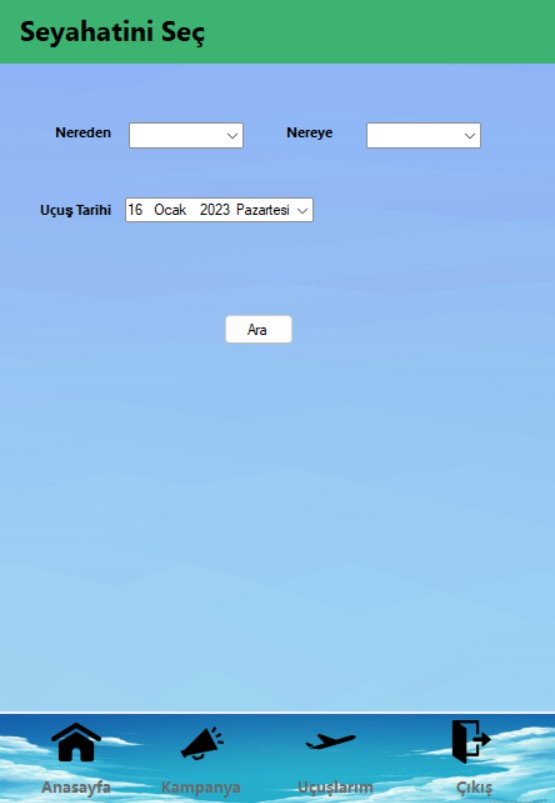 Seyahatini Seç
Nereden Nereye
Uçuş Tarihi 16 Ocak 2023 Pazartesi
Ara
Anasayfa Kampanya Uçuşlarım Çıkış